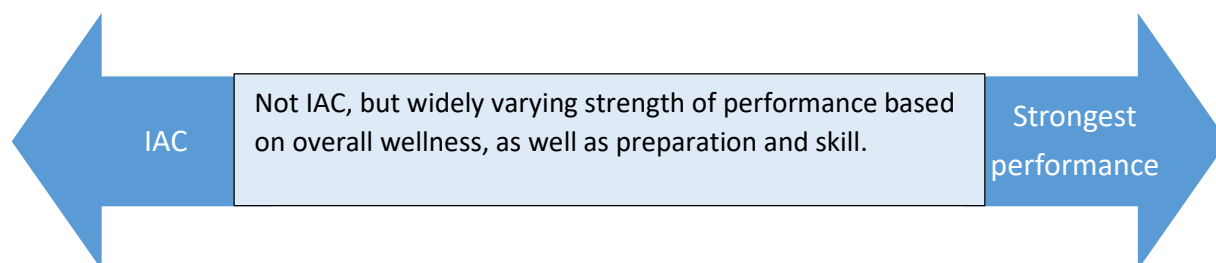 IAC
Not IAC, but widely varying strength of performance based
on overall wellness, as well as preparation and skill.
Strongest
performance